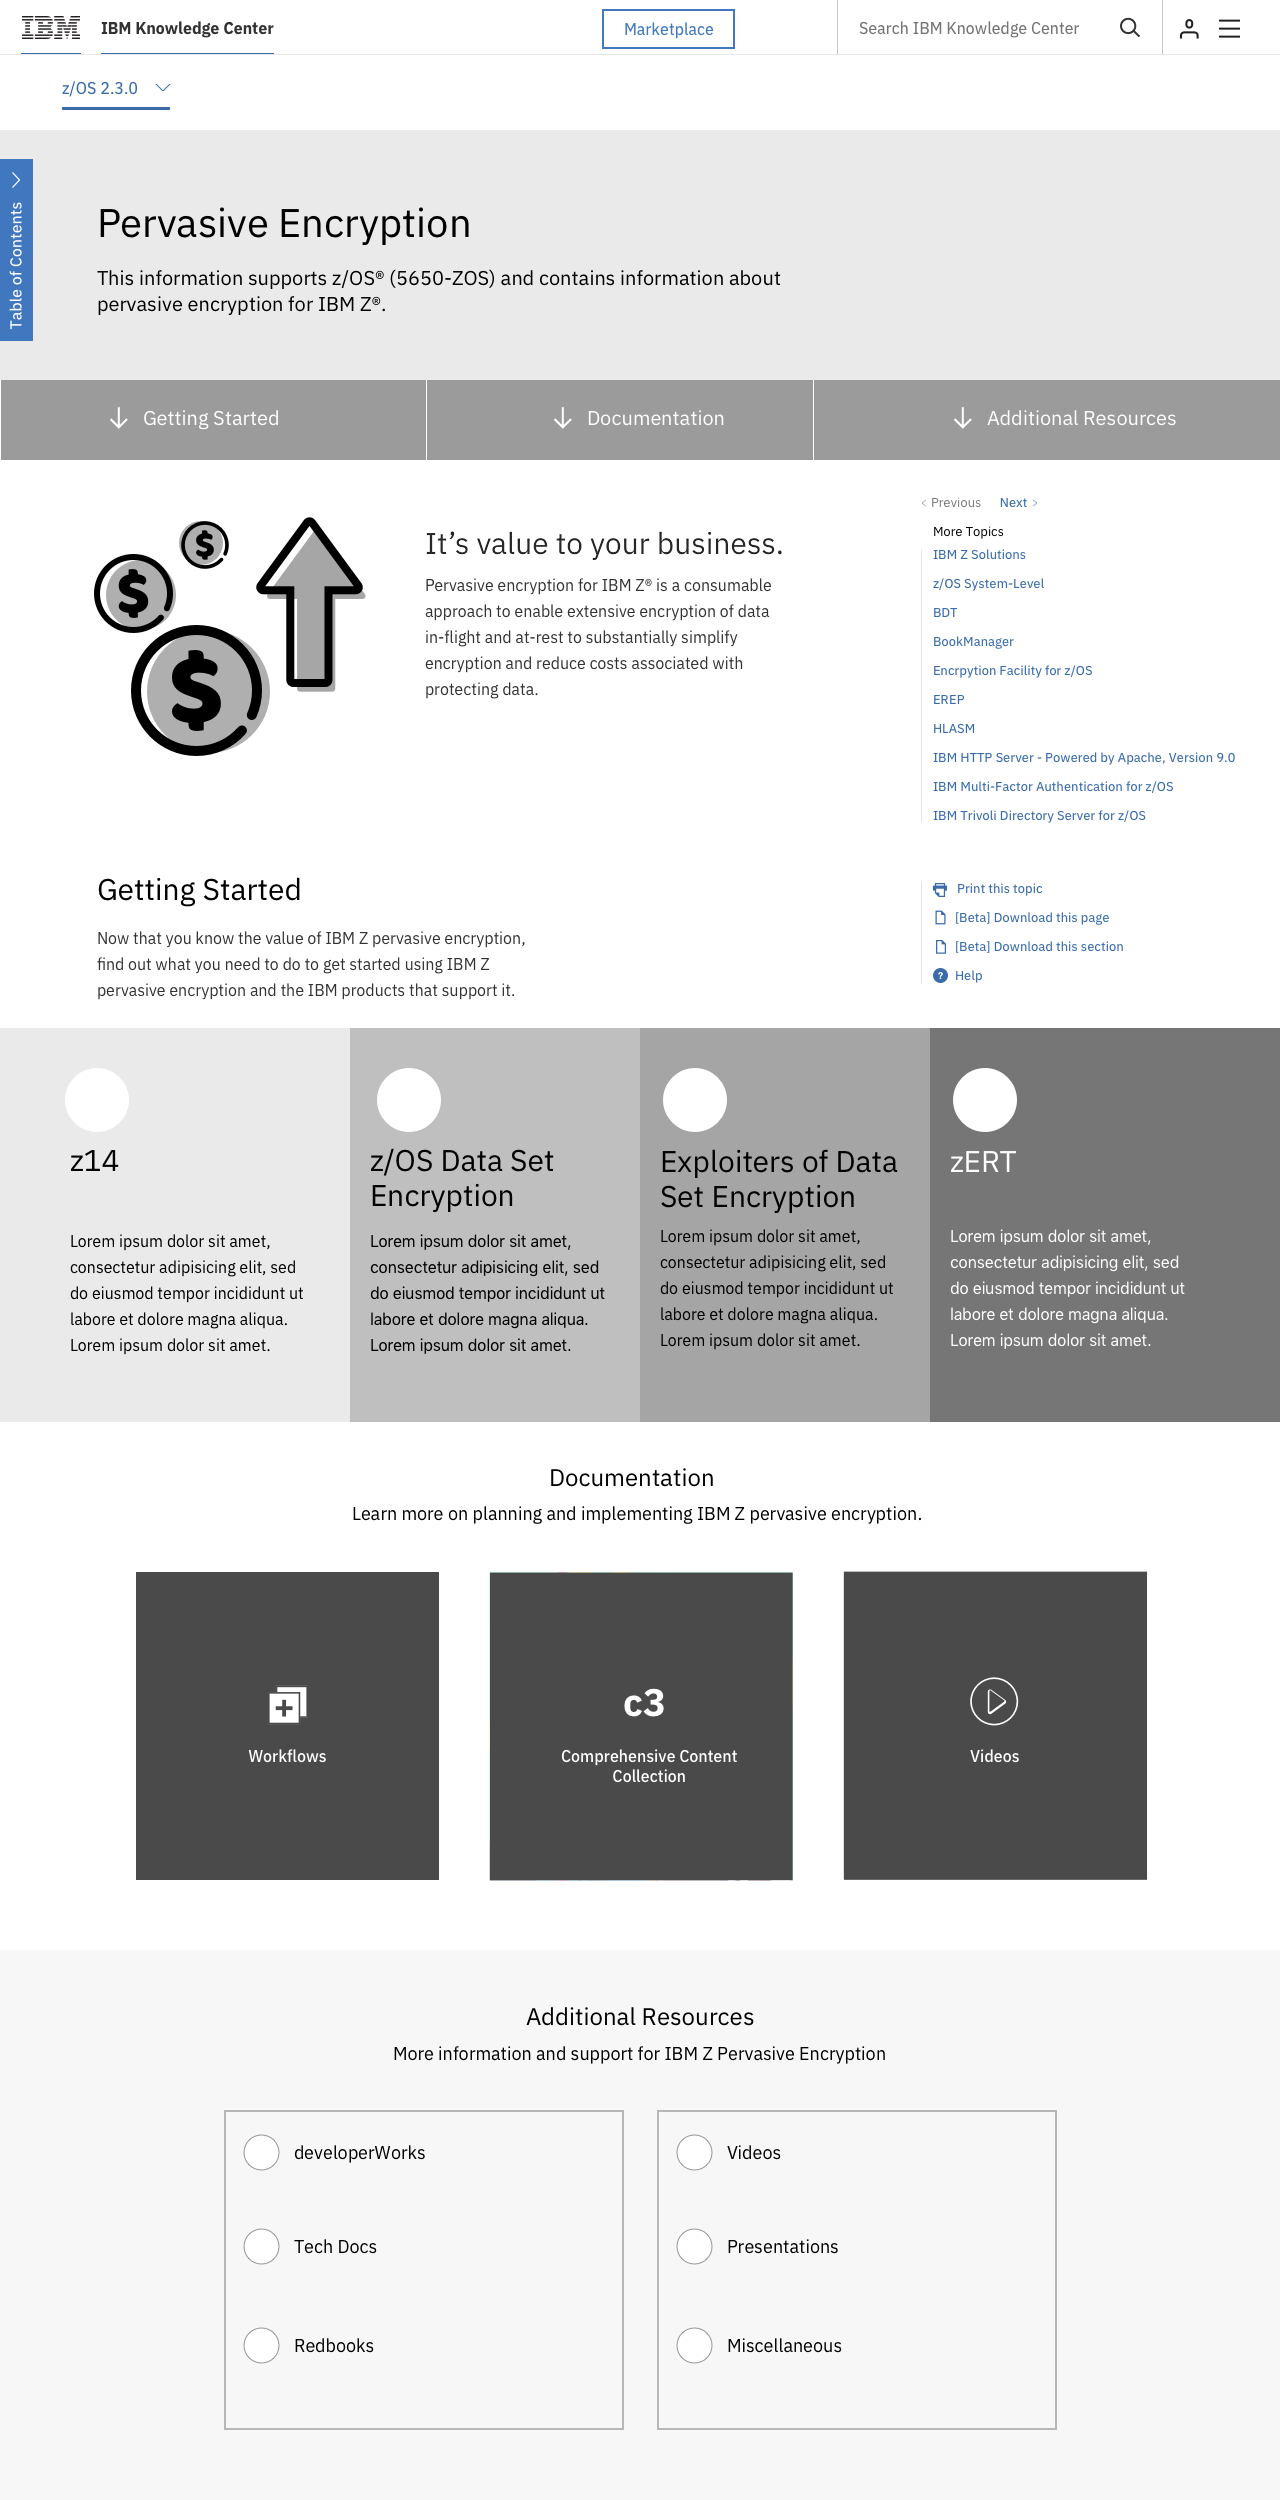 IBM
IBM Knowledge Center
Marketplace
Search IBM Knowledge Center
z/OS 2.3.0
Table of Contents
Pervasive Encryption
This information supports z/OS® (5650-ZOS) and contains information about
pervasive encryption for IBM Z®.
Getting Started
Documentation
Additional Resources
It's value to your business.
Pervasive encryption for IBM Z® is a consumable
approach to enable extensive encryption of data
in-flight and at-rest to substantially simplify
encryption and reduce costs associated with
protecting data.
< Previous
Next >
More Topics
IBM Z Solutions
z/OS System-Level
BDT
BookManager
Encrpytion Facility for z/OS
EREP
HLASM
IBM HTTP Server - Powered by Apache, Version 9.0
IBM Multi-Factor Authentication for z/OS
IBM Trivoli Directory Server for z/OS
Getting Started
Now that you know the value of IBM Z pervasive encryption,
find out what you need to do to get started using IBM Z
pervasive encryption and the IBM products that support it.
Print this topic
[Beta] Download this page
[Beta] Download this section
Help
z14
Lorem ipsum dolor sit amet,
consectetur adipisicing elit, sed
do eiusmod tempor incididunt ut
labore et dolore magna aliqua.
Lorem ipsum dolor sit amet.
z/OS Data Set
Encryption
Lorem ipsum dolor sit amet,
consectetur adipisicing elit, sed
do eiusmod tempor incididunt ut
labore et dolore magna aliqua.
Lorem ipsum dolor sit amet.
Exploiters of Data
Set Encryption
Lorem ipsum dolor sit amet,
consectetur adipisicing elit, sed
do eiusmod tempor incididunt ut
labore et dolore magna aliqua.
Lorem ipsum dolor sit amet.
zERT
Lorem ipsum dolor sit amet,
consectetur adipisicing elit, sed
do eiusmod tempor incididunt ut
labore et dolore magna aliqua.
Lorem ipsum dolor sit amet.
Documentation
Learn more on planning and implementing IBM Z pervasive encryption.
Workflows
c3
Comprehensive Content
Collection
Videos
Additional Resources
More information and support for IBM Z Pervasive Encryption
developerWorks
Tech Docs
Redbooks
Videos
Presentations
Miscellaneous